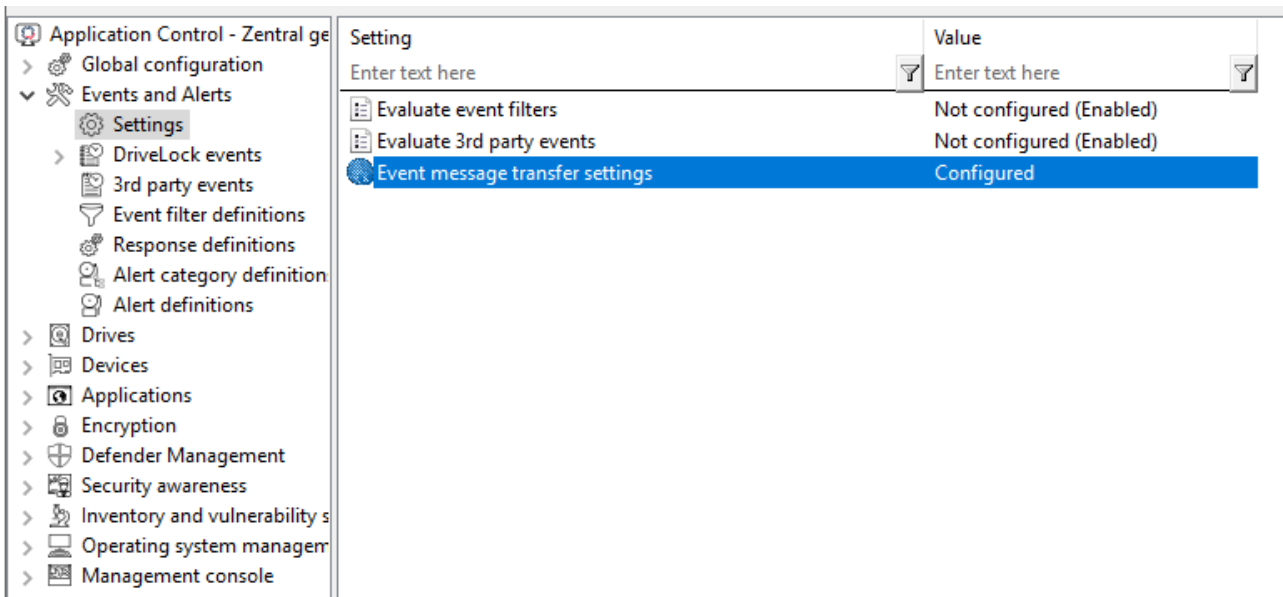 Application Control - Zentral ge
Global configuration
Events and Alerts
Settings
DriveLock events
3rd party events
Event filter definitions
Response definitions
Alert category definition
Alert definitions
Drives
Devices
Applications
Encryption
Defender Management
Security awareness
Inventory and vulnerability s
Operating system managem
Management console
Setting Value
Enter text here Enter text here
Evaluate event filters Not configured (Enabled)
Evaluate 3rd party events Not configured (Enabled)
Event message transfer settings Configured